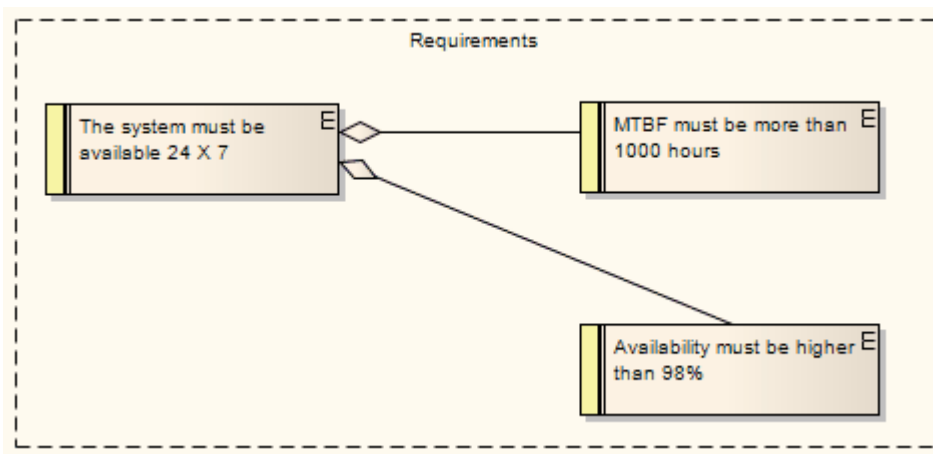 Requirements
The system must be
available 24 X 7
E
MTBF must be more than
1000 hours
E
Availability must be higher
than 98%
E